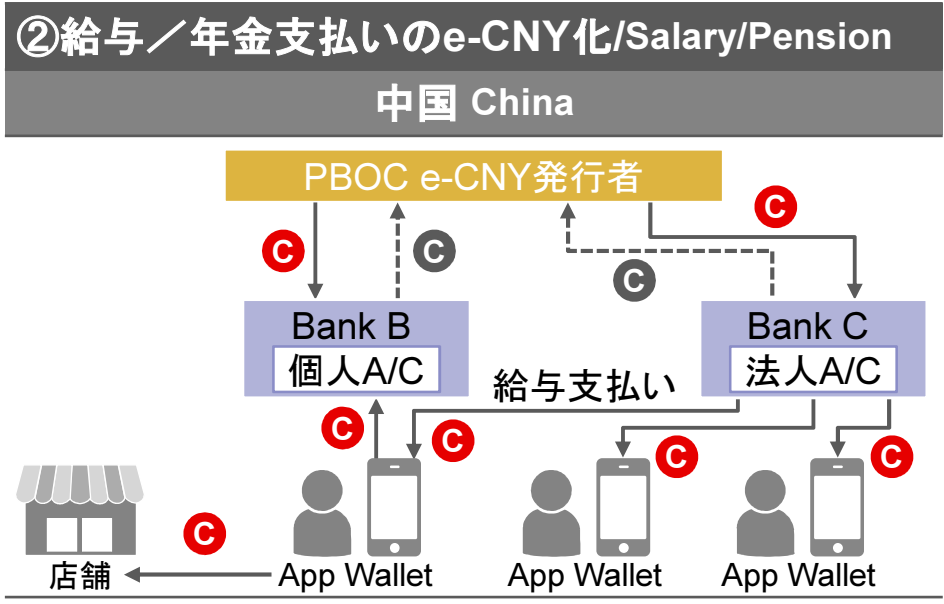 ②給与／年金支払いのe-CNY化/Salary/Pension
中国 China
PBOC e-CNY発行者
C
C
C
C
Bank B
個人A/C
Bank C
法人A/C
給与支払い
C
C
C
C
C
店舗
App Wallet
App Wallet
App Wallet